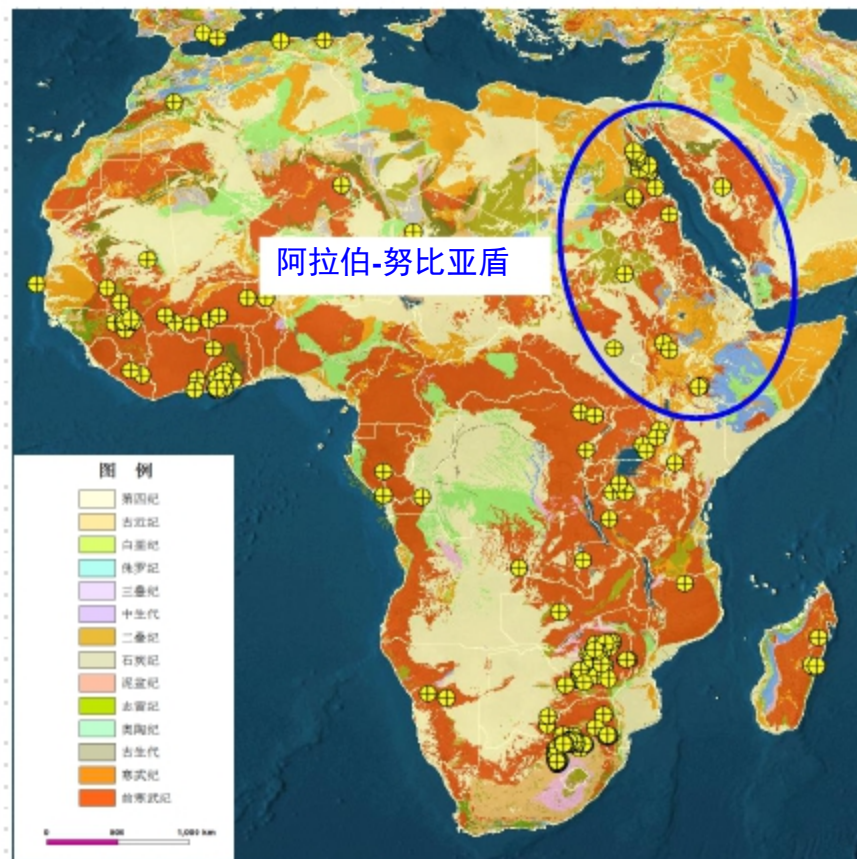 阿拉伯-努比亚盾
图 例
第四纪
古近纪
白垩纪
侏罗纪
三叠纪
中生代
二叠纪
石炭纪
泥盆纪
志留纪
奥陶纪
古生代
寒武纪
前寒武纪
0 500 1,000 km